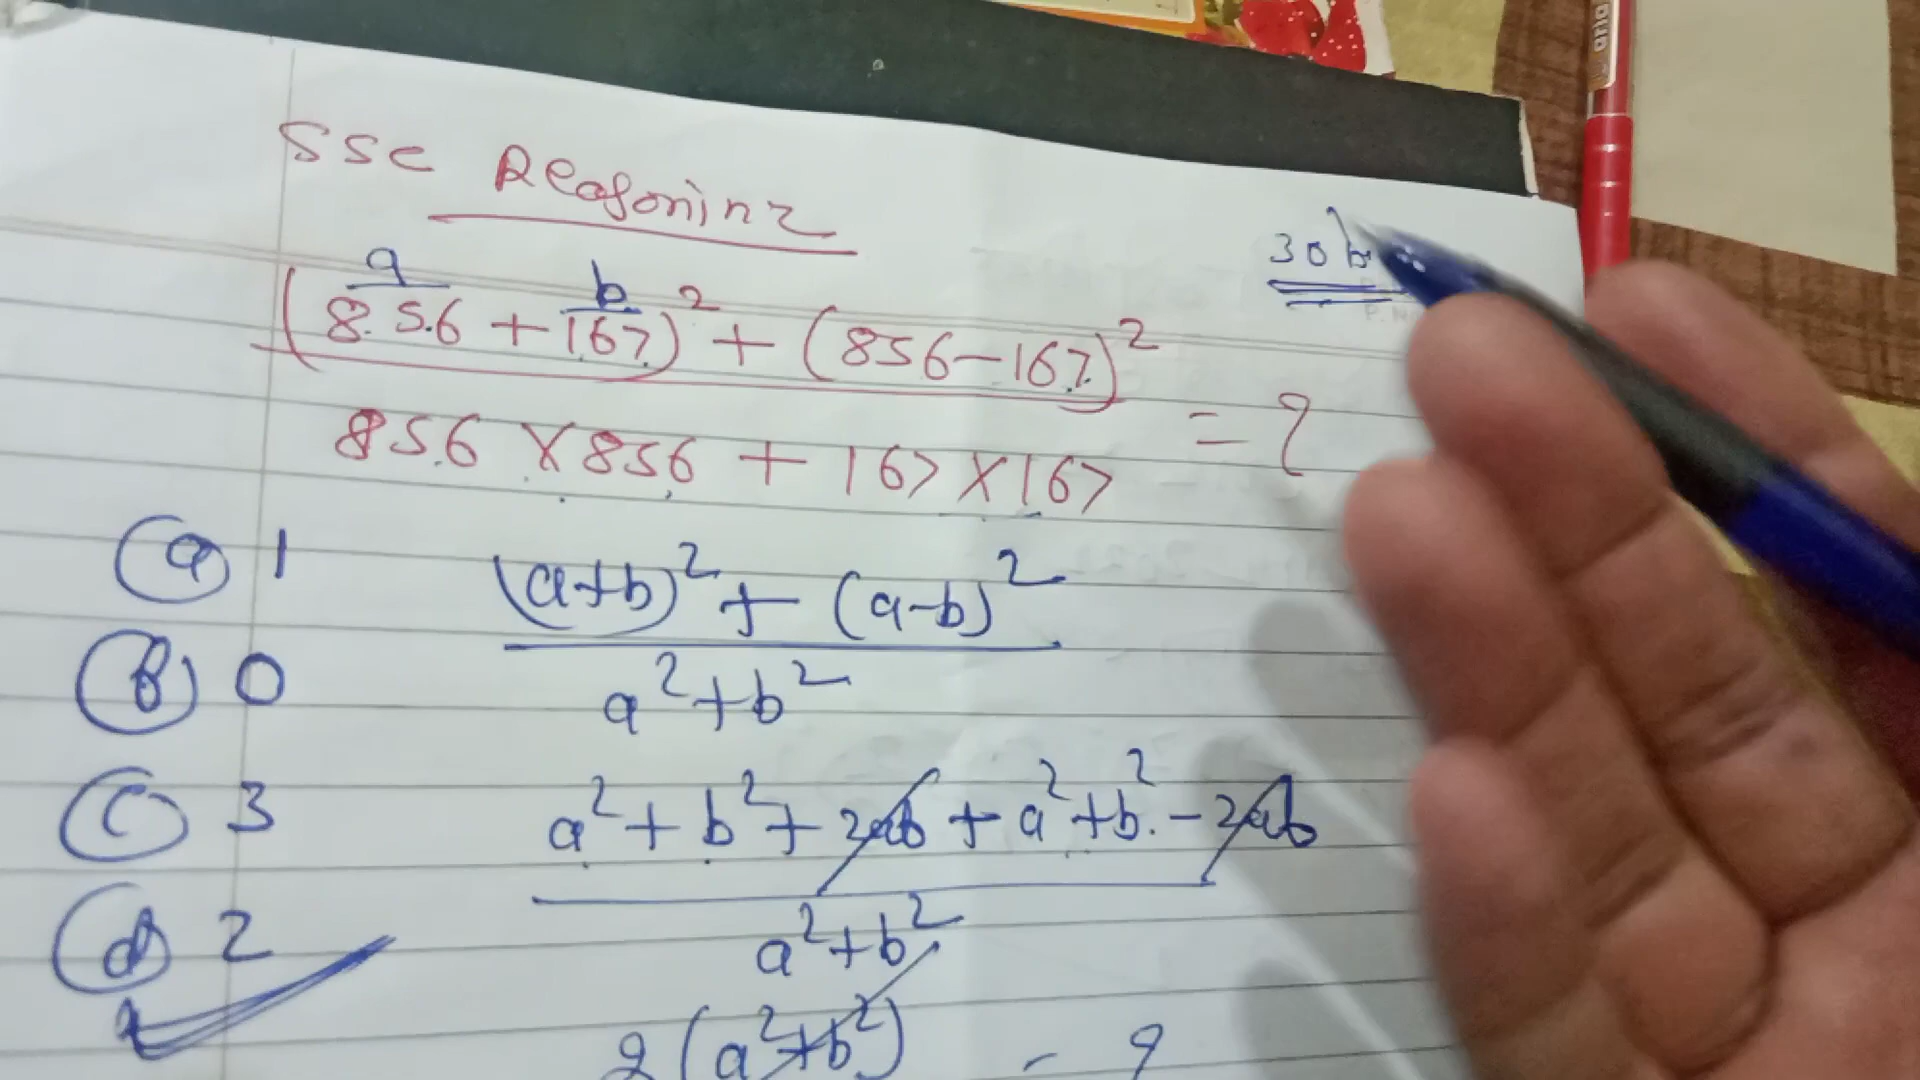 SSC Reasoning
30
a b
(856 + 167)² + (856-167)²
= ?
856 X 856 + 167 X 167
(a) 1
(a+b)² + (a-b)²
a² + b²
(b) 0
(c) 3
a² + b² + 2ab + a² + b² - 2ab
a² + b²
(d) 2
2 (a² + b²)